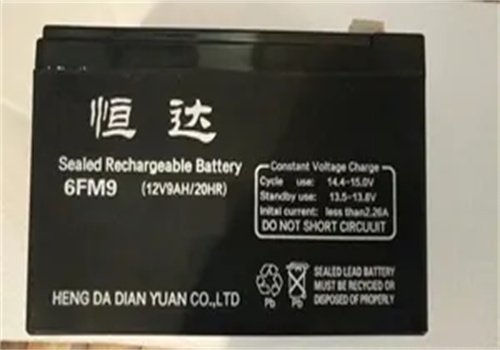 恒达
Sealed Rechargeable Battery
6FM9 (12V9AH/20HR)
Constant Voltage Charge
Cycle use: 14.4-15.0V
Standby use: 13.5-13.8V
Inital current: less than2.26A
DO NOT SHORT CIRCUUIT
Pb Pb
SEALED LEAD BATTERY
MUST BE RECYCLED OR
DISPOSED OF PROPERLY
HENG DA DIAN YUAN CO.,LTD